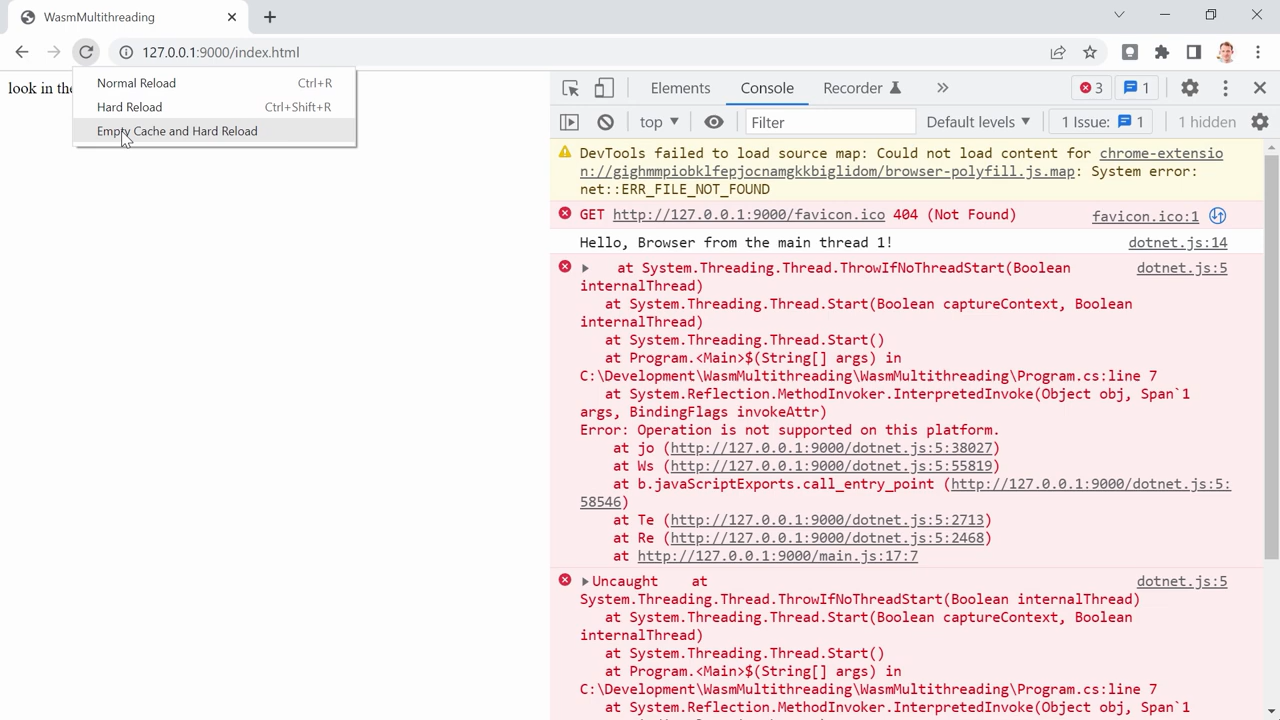 WasmMultithreading
127.0.0.1:9000/index.html
look in the
Normal Reload Ctrl+R
Hard Reload Ctrl+Shift+R
Empty Cache and Hard Reload
Elements Console Recorder 3 1
top Filter Default levels 1 Issue: 1 1 hidden
DevTools failed to load source map: Could not load content for chrome-extensio
n://gighmmpiobklfepjocnamgkkbiglidom/browser-polyfill.js.map: System error:
net::ERR_FILE_NOT_FOUND
GET http://127.0.0.1:9000/favicon.ico 404 (Not Found) favicon.ico:1
Hello, Browser from the main thread 1! dotnet.js:14
at System.Threading.Thread.ThrowIfNoThreadStart(Boolean dotnet.js:5
internalThread)
at System.Threading.Thread.Start(Boolean captureContext, Boolean
internalThread)
at System.Threading.Thread.Start()
at Program.<Main>$(String[] args) in
C:\Development\WasmMultithreading\WasmMultithreading\Program.cs:line 7
at System.Reflection.MethodInvoker.InterpretedInvoke(Object obj, Span`1
args, BindingFlags invokeAttr)
Error: Operation is not supported on this platform.
at jo (http://127.0.0.1:9000/dotnet.js:5:38027)
at Ws (http://127.0.0.1:9000/dotnet.js:5:55819)
at b.javaScriptExports.call_entry_point (http://127.0.0.1:9000/dotnet.js:5:
58546)
at Te (http://127.0.0.1:9000/dotnet.js:5:2713)
at Re (http://127.0.0.1:9000/dotnet.js:5:2468)
at http://127.0.0.1:9000/main.js:17:7
Uncaught at dotnet.js:5
System.Threading.Thread.ThrowIfNoThreadStart(Boolean internalThread)
at System.Threading.Thread.Start(Boolean captureContext, Boolean
internalThread)
at System.Threading.Thread.Start()
at Program.<Main>$(String[] args) in
C:\Development\WasmMultithreading\WasmMultithreading\Program.cs:line 7
at System.Reflection.MethodInvoker.InterpretedInvoke(Object obj, Span`1